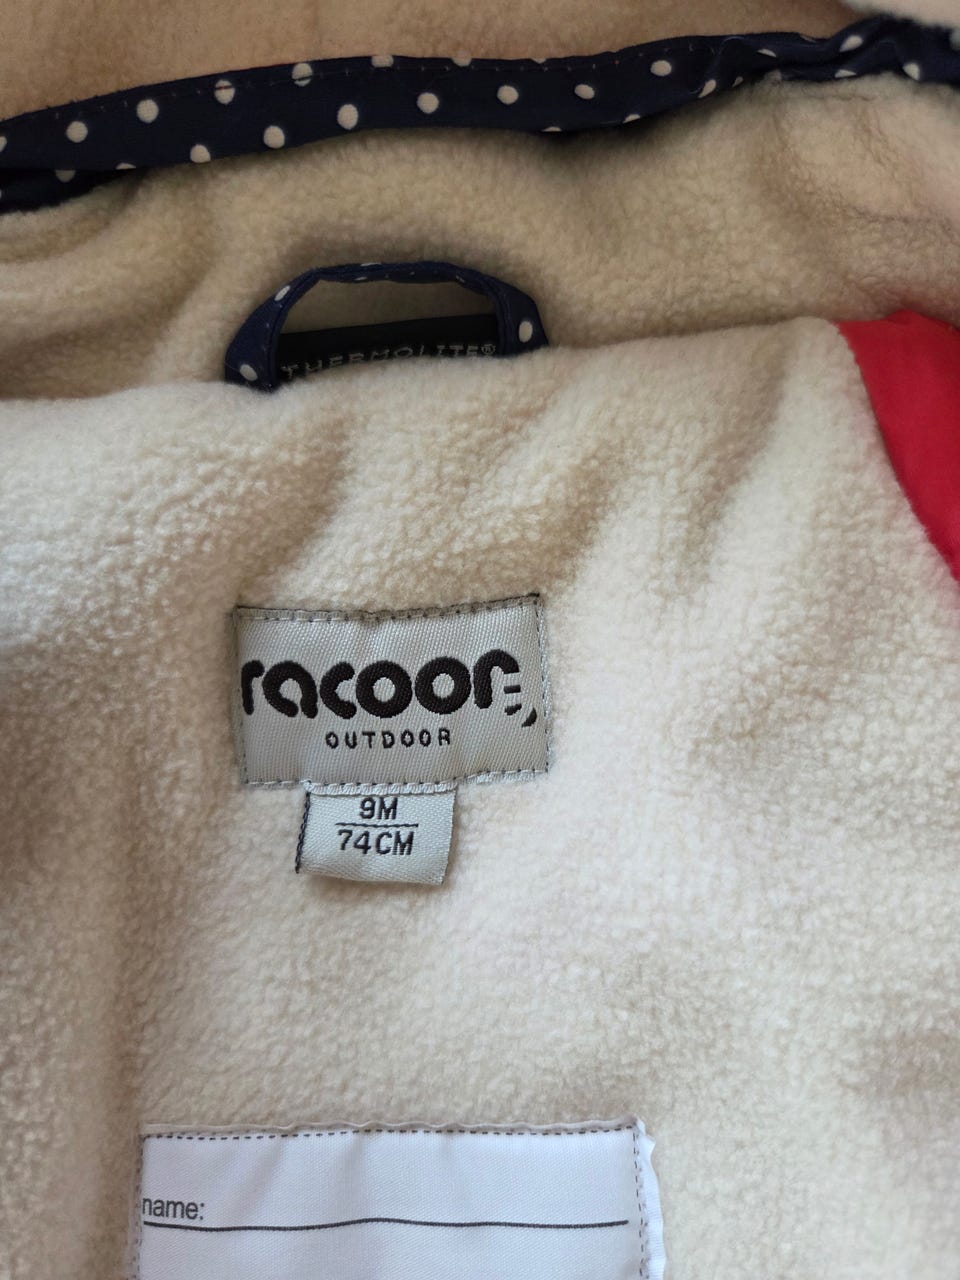 THERMOLITE®
racoon
OUTDOOR
9M
74CM
name: